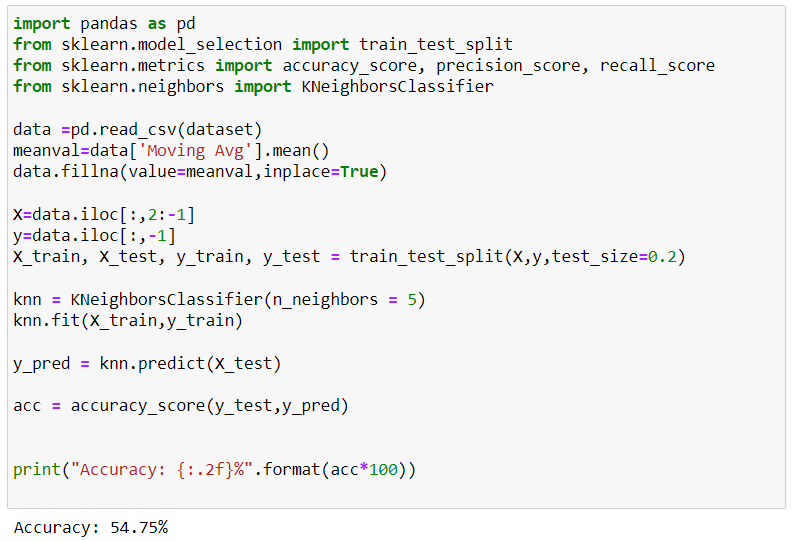 import pandas as pd
from sklearn.model_selection import train_test_split
from sklearn.metrics import accuracy_score, precision_score, recall_score
from sklearn.neighbors import KNeighborsClassifier
data =pd.read_csv(dataset)
meanval=data['Moving Avg'].mean()
data.fillna(value=meanval,inplace=True)
X=data.iloc[:,2:-1]
y=data.iloc[:,-1]
X_train, X_test, y_train, y_test = train_test_split(X,y,test_size=0.2)
knn = KNeighborsClassifier(n_neighbors = 5)
knn.fit(X_train,y_train)
y_pred = knn.predict(X_test)
acc = accuracy_score(y_test,y_pred)
print("Accuracy: {:.2f}%".format(acc*100))
Accuracy: 54.75%